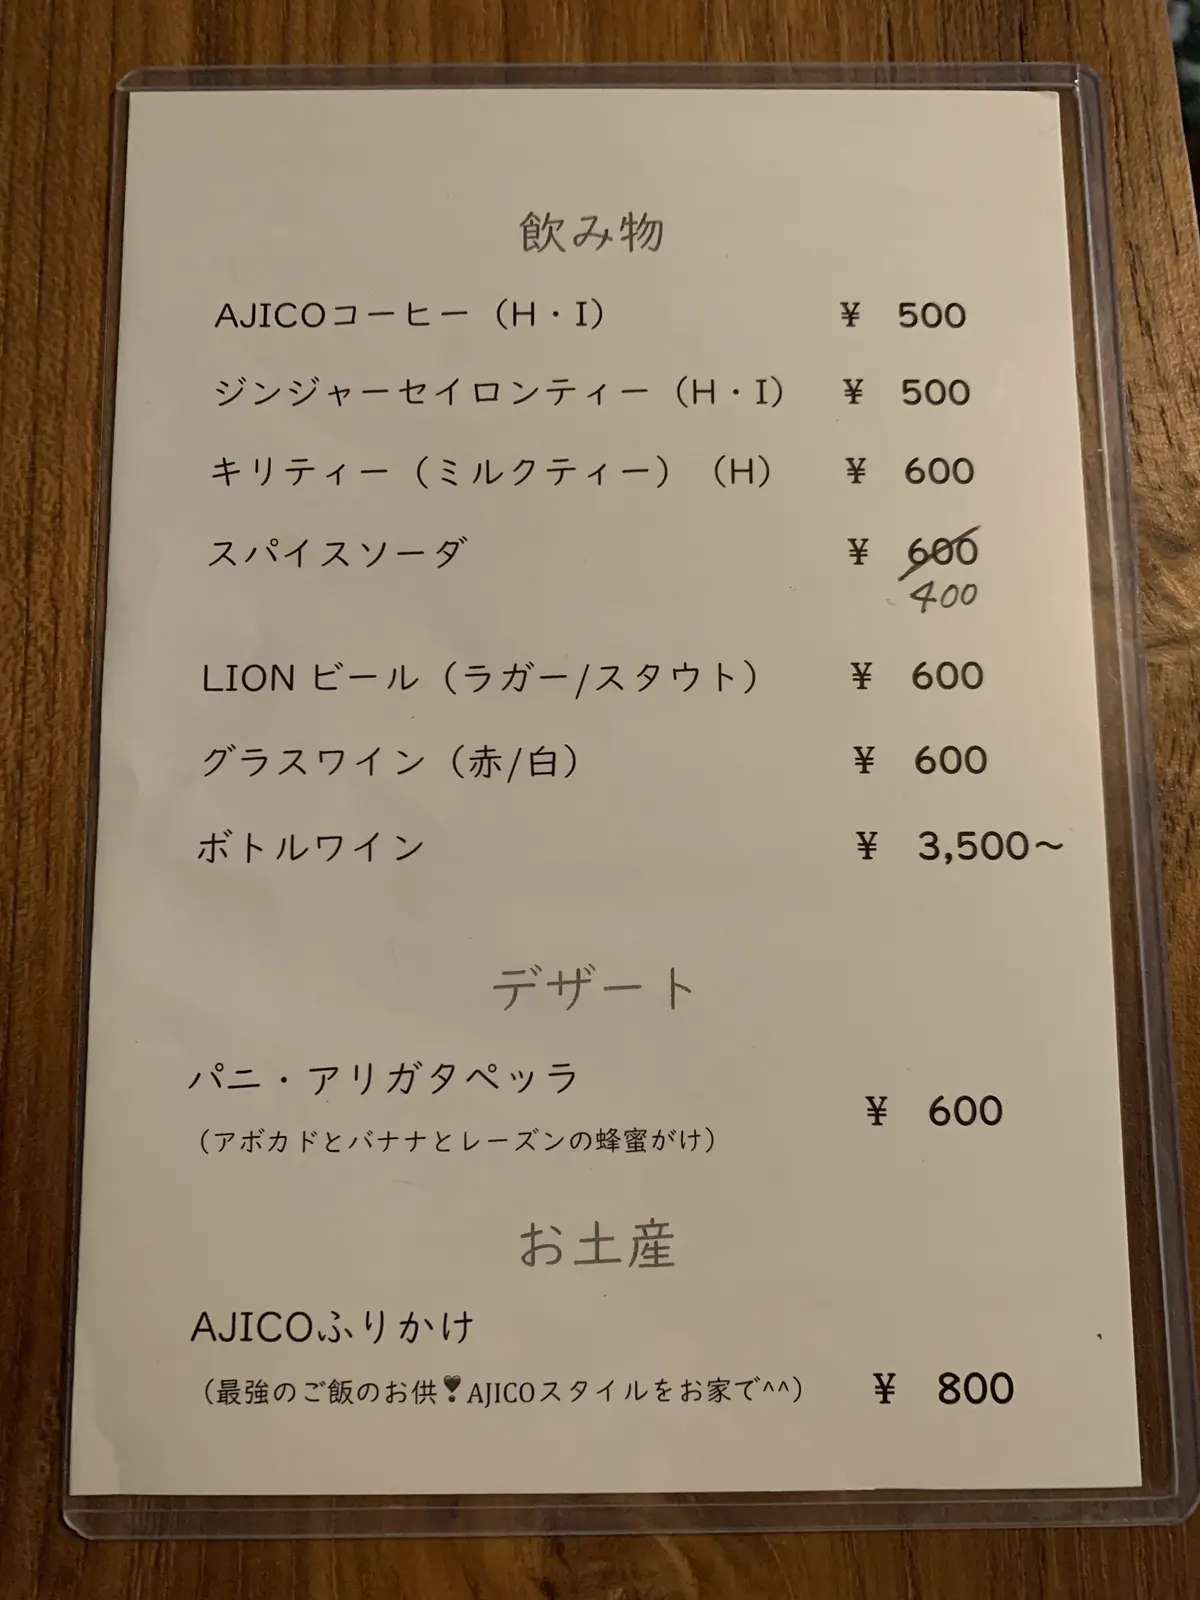 飲み物
AJICOコーヒー（H・I） ¥ 500
ジンジャーセイロンティー（H・I） ¥ 500
キリティー（ミルクティー）（H） ¥ 600
スパイスソーダ ¥ 600
400
LION ビール（ラガー/スタウト） ¥ 600
グラスワイン（赤/白） ¥ 600
ボトルワイン ¥ 3,500〜
デザート
パニ・アリガタペッラ
¥ 600
（アボカドとバナナとレーズンの蜂蜜がけ）
お土産
AJICOふりかけ
（最強のご飯のお供❣AJICOスタイルをお家で^^） ¥ 800